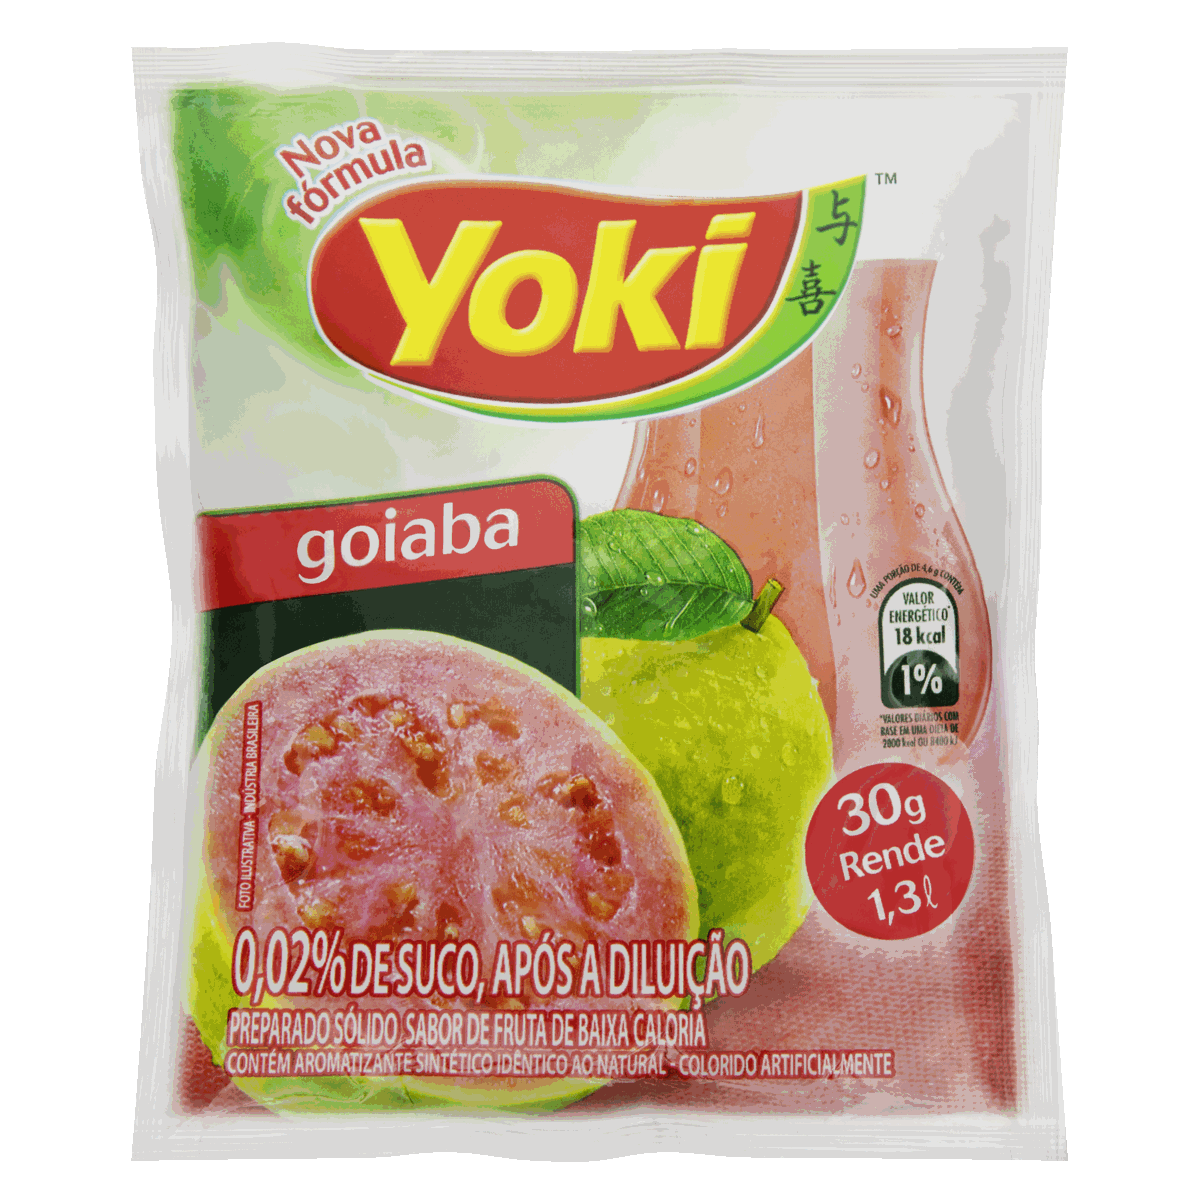 Nova
fórmula
Yoki
TM
与
喜
goiaba
UMA PORÇÃO DE 4,6 g CONTÉM
VALOR
ENERGÉTICO*
18 kcal
1%
*VALORES DIÁRIOS COM
BASE EM UMA DIETA DE
2000 kcal OU 8400 kJ
30g
Rende
1,3ℓ
FOTO ILUSTRATIVA - INDÚSTRIA BRASILEIRA
0,02% DE SUCO, APÓS A DILUIÇÃO
PREPARADO SÓLIDO SABOR DE FRUTA DE BAIXA CALORIA
CONTÉM AROMATIZANTE SINTÉTICO IDÊNTICO AO NATURAL - COLORIDO ARTIFICIALMENTE